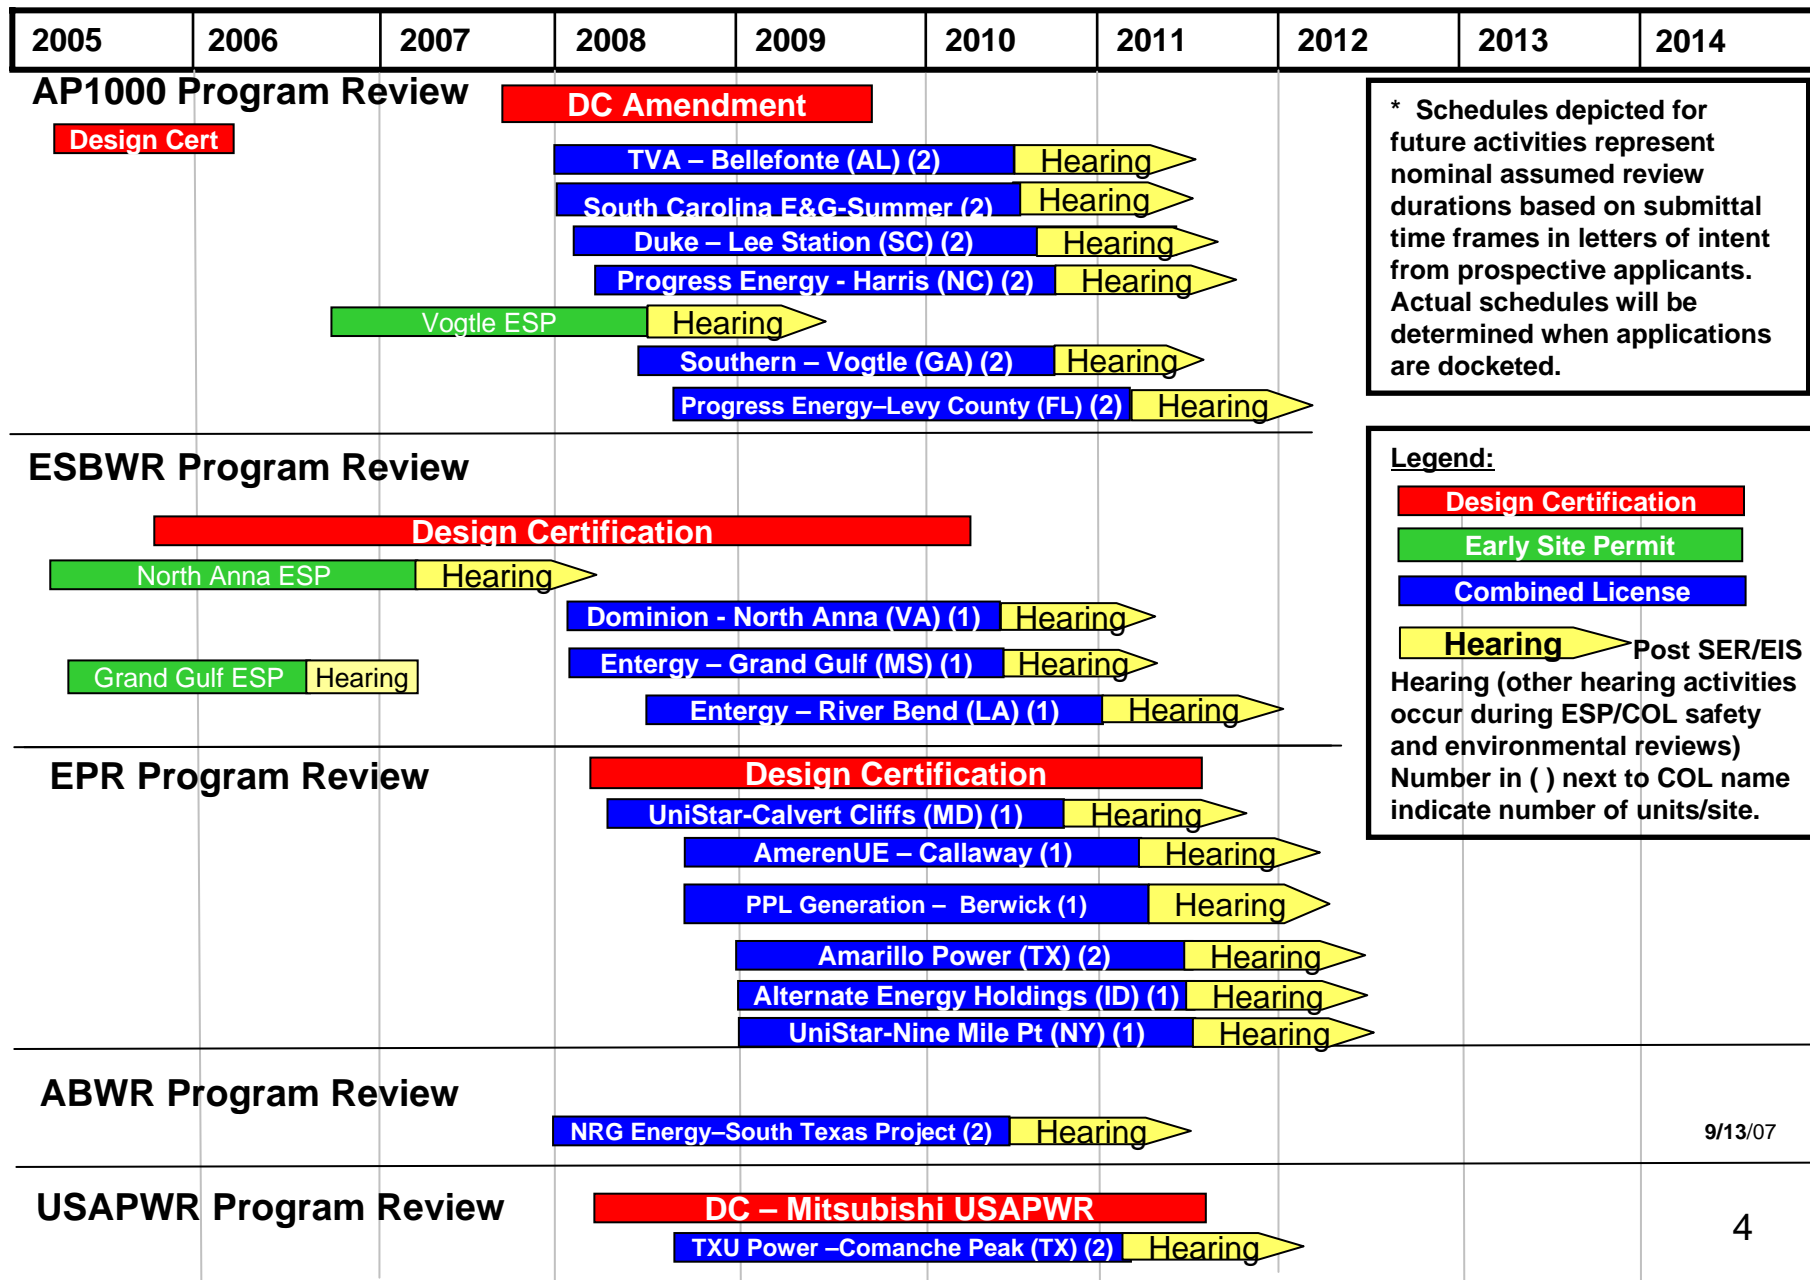 2005 2006 2007 2008 2009 2010 2011 2012 2013 2014
AP1000 Program Review
DC Amendment
Design Cert
TVA – Bellefonte (AL) (2) Hearing
South Carolina E&G-Summer (2) Hearing
Duke – Lee Station (SC) (2) Hearing
Progress Energy - Harris (NC) (2) Hearing
Vogtle ESP Hearing
Southern – Vogtle (GA) (2) Hearing
Progress Energy–Levy County (FL) (2) Hearing
* Schedules depicted for
future activities represent
nominal assumed review
durations based on submittal
time frames in letters of intent
from prospective applicants.
Actual schedules will be
determined when applications
are docketed.
ESBWR Program Review
Design Certification
North Anna ESP Hearing
Dominion - North Anna (VA) (1) Hearing
Entergy – Grand Gulf (MS) (1) Hearing
Grand Gulf ESP Hearing
Entergy – River Bend (LA) (1) Hearing
Legend:
Design Certification
Early Site Permit
Combined License
Hearing Post SER/EIS
Hearing (other hearing activities
occur during ESP/COL safety
and environmental reviews)
Number in ( ) next to COL name
indicate number of units/site.
EPR Program Review
Design Certification
UniStar-Calvert Cliffs (MD) (1) Hearing
AmerenUE – Callaway (1) Hearing
PPL Generation – Berwick (1) Hearing
Amarillo Power (TX) (2) Hearing
Alternate Energy Holdings (ID) (1) Hearing
UniStar-Nine Mile Pt (NY) (1) Hearing
ABWR Program Review
NRG Energy–South Texas Project (2) Hearing
9/13/07
USAPWR Program Review
DC – Mitsubishi USAPWR
TXU Power –Comanche Peak (TX) (2) Hearing
4